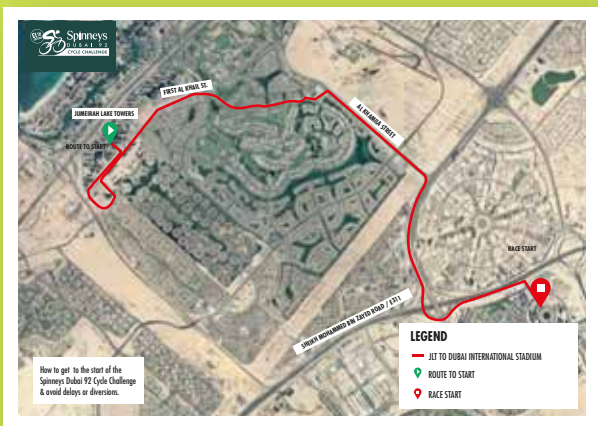 Spinneys
DUBAI 92
CYCLE CHALLENGE
FIRST AL KHAIL ST.
JUMEIRAH LAKE TOWERS
AL KHAMILA STREET
ROUTE TO START
RACE START
SHEIKH MOHAMMED BIN ZAYED ROAD / E311
LEGEND
JLT TO DUBAI INTERNATIONAL STADIUM
ROUTE TO START
RACE START
How to get to the start of the
Spinneys Dubai 92 Cycle Challenge
& avoid delays or diversions.